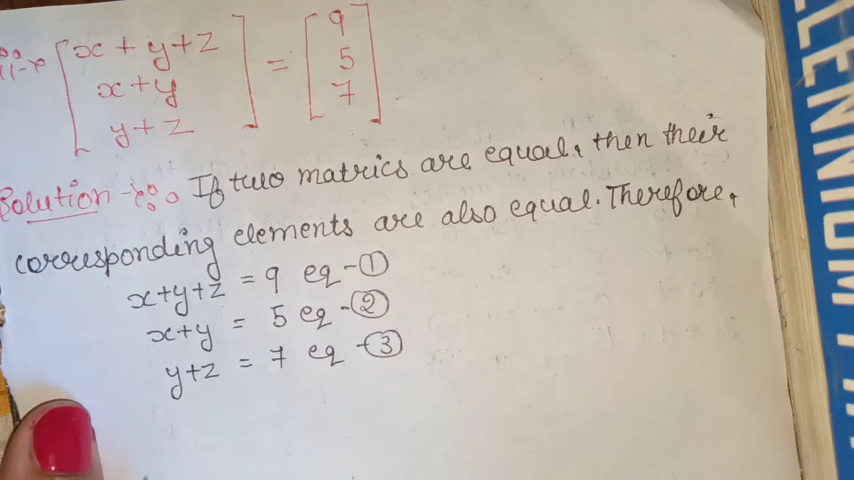 x + y + z = 9
x + y 5
y + z 7
Solution :- If two matrics are equal, then their
corresponding elements are also equal. Therefore,
x+y+z = 9 eq - ①
x+y = 5 eq - ②
y+z = 7 eq - ③